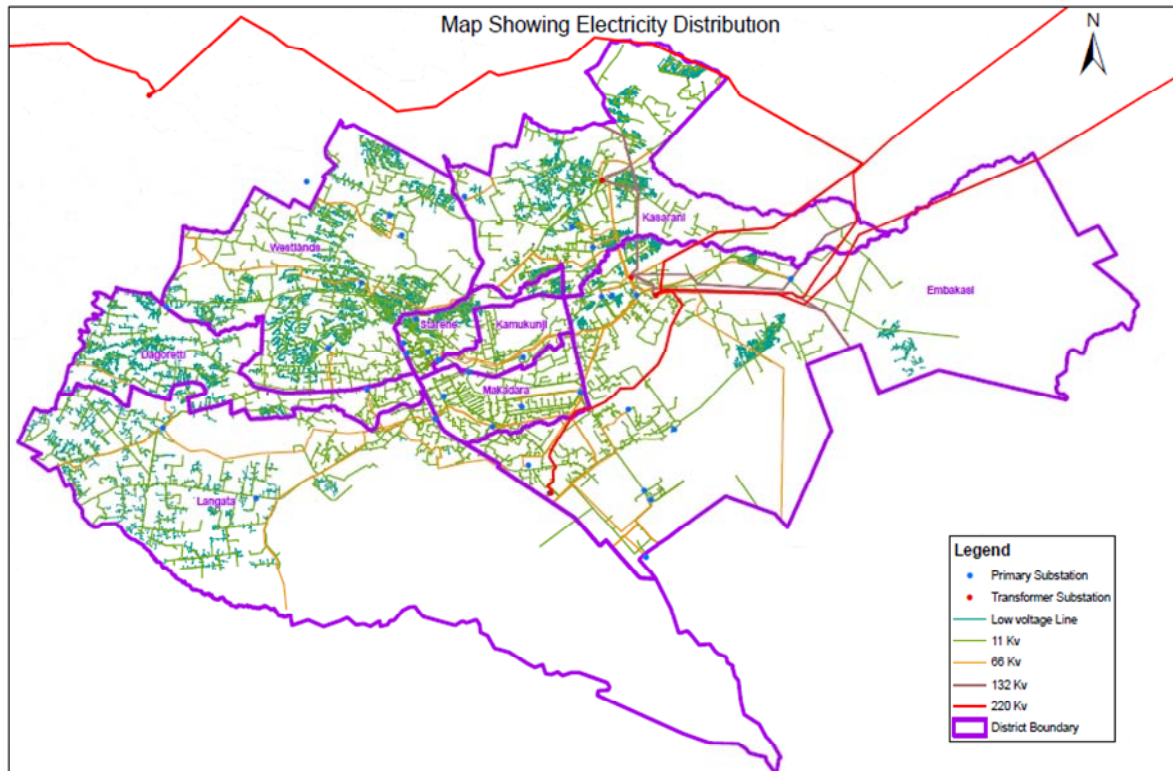 Map Showing Electricity Distribution
N
Kasarani
Westlands
Embakasi
Starehe
Kamukunji
Dagoretti
Makadara
Langata
Legend
Primary Substation
Transformer Substation
Low voltage Line
11 Kv
66 Kv
132 Kv
220 Kv
District Boundary